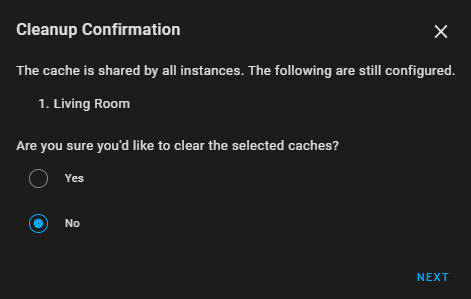 Cleanup Confirmation
The cache is shared by all instances. The following are still configured.
1. Living Room
Are you sure you'd like to clear the selected caches?
Yes
No
NEXT